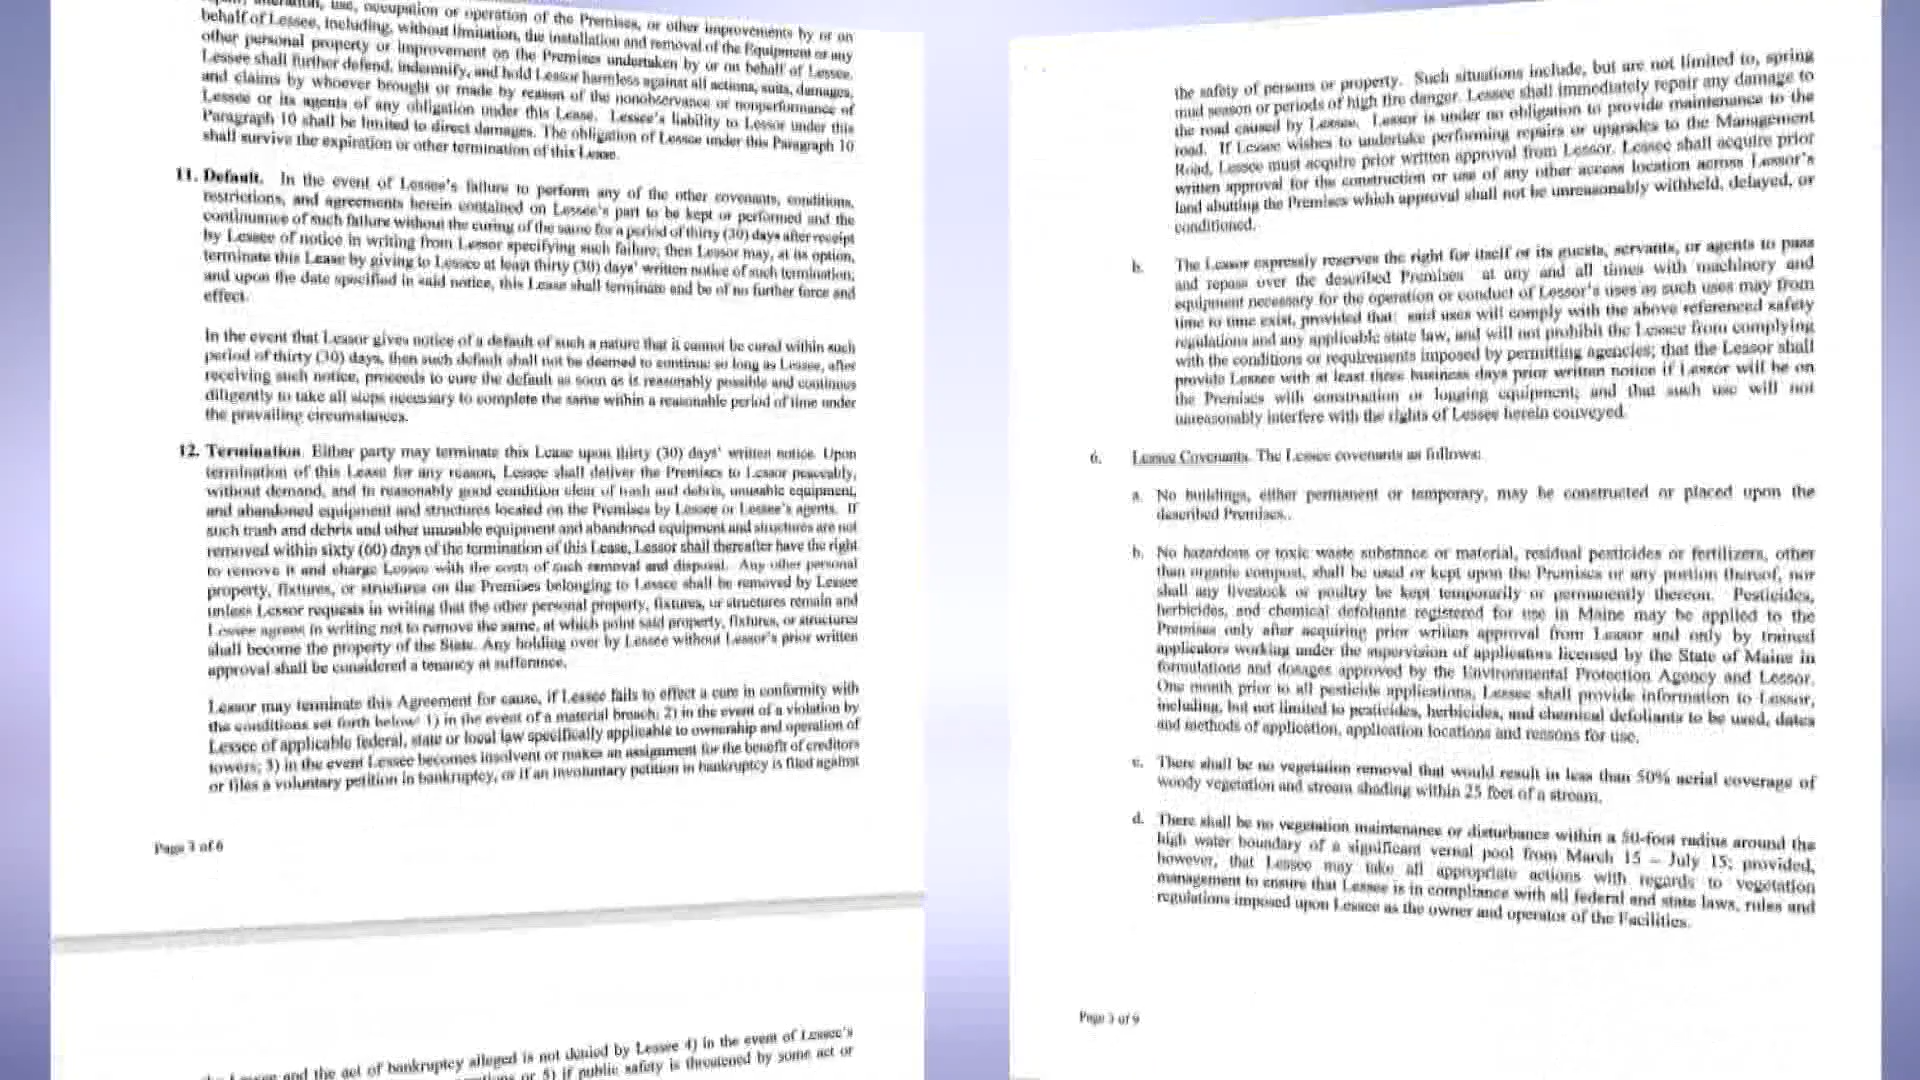 use, occupation or operation of the Premises, or other improvements by or on
behalf of Lessee, including, without limitation, the installation and removal of the Equipment or any
other personal property or improvement on the Premises undertaken by or on behalf of Lessee.
Lessee shall further defend, indemnify, and hold Lessor harmless against all actions, suits, damages,
and claims by whoever brought or made by reason of the nonobservance or nonperformance of
Lessee or its agents of any obligation under this Lease. Lessee's liability to Lessor under this
Paragraph 10 shall be limited to direct damages. The obligation of Lessee under this Paragraph 10
shall survive the expiration or other termination of this Lease.
11. Default. In the event of Lessee's failure to perform any of the other covenants, conditions,
restrictions, and agreements herein contained on Lessee's part to be kept or performed and the
continuance of such failure without the curing of the same for a period of thirty (30) days after receipt
by Lessee of notice in writing from Lessor specifying such failure, then Lessor may, at its option,
terminate this Lease by giving to Lessee at least thirty (30) days' written notice of such termination,
and upon the date specified in said notice, this Lease shall terminate and be of no further force and
effect.
In the event that Lessor gives notice of a default of such a nature that it cannot be cured within such
period of thirty (30) days, then such default shall not be deemed to continue so long as Lessee, after
receiving such notice, proceeds to cure the default as soon as is reasonably possible and continues
diligently to take all steps necessary to complete the same within a reasonable period of time under
the prevailing circumstances.
12. Termination. Either party may terminate this Lease upon thirty (30) days' written notice. Upon
termination of this Lease for any reason, Lessee shall deliver the Premises to Lessor peaceably,
without demand, and in reasonably good condition clear of trash and debris, unusable equipment,
and abandoned equipment and structures located on the Premises by Lessee or Lessee's agents. If
such trash and debris and other unusable equipment and abandoned equipment and structures are not
removed within sixty (60) days of the termination of this Lease, Lessor shall thereafter have the right
to remove it and charge Lessee with the costs of such removal and disposal. Any other personal
property, fixtures, or structures on the Premises belonging to Lessee shall be removed by Lessee
unless Lessor requests in writing that the other personal property, fixtures, or structures remain and
Lessee agrees in writing not to remove the same, at which point said property, fixtures, or structures
shall become the property of the State. Any holding over by Lessee without Lessor's prior written
approval shall be considered a tenancy at sufferance.
Lessor may terminate this Agreement for cause, if Lessee fails to effect a cure in conformity with
the conditions set forth below: 1) in the event of a material breach; 2) in the event of a violation by
Lessee of applicable federal, state or local law specifically applicable to ownership and operation of
towers; 3) in the event Lessee becomes insolvent or makes an assignment for the benefit of creditors
or files a voluntary petition in bankruptcy, or if an involuntary petition in bankruptcy is filed against
Page 3 of 6
Lessee and the act of bankruptcy alleged is not denied by Lessee 4) in the event of Lessee's
or 5) if public safety is threatened by some act or
the safety of persons or property. Such situations include, but are not limited to, spring
mud season or periods of high fire danger. Lessee shall immediately repair any damage to
the road caused by Lessee. Lessor is under no obligation to provide maintenance to the
road. If Lessee wishes to undertake performing repairs or upgrades to the Management
Road, Lessee must acquire prior written approval from Lessor. Lessee shall acquire prior
written approval for the construction or use of any other access location across Lessor's
land abutting the Premises which approval shall not be unreasonably withheld, delayed, or
conditioned.
b. The Lessor expressly reserves the right for itself or its guests, servants, or agents to pass
and repass over the described Premises at any and all times with machinery and
equipment necessary for the operation or conduct of Lessor's uses as such uses may from
time to time exist, provided that: said uses will comply with the above referenced safety
regulations and any applicable state law, and will not prohibit the Lessee from complying
with the conditions or requirements imposed by permitting agencies; that the Lessor shall
provide Lessee with at least three business days prior written notice if Lessor will be on
the Premises with construction or logging equipment; and that such use will not
unreasonably interfere with the rights of Lessee herein conveyed.
6. Lessee Covenants. The Lessee covenants as follows:
a. No buildings, either permanent or temporary, may be constructed or placed upon the
described Premises..
b. No hazardous or toxic waste substance or material, residual pesticides or fertilizers, other
than organic compost, shall be used or kept upon the Premises or any portion thereof, nor
shall any livestock or poultry be kept temporarily or permanently thereon. Pesticides,
herbicides, and chemical defoliants registered for use in Maine may be applied to the
Premises only after acquiring prior written approval from Lessor and only by trained
applicators working under the supervision of applicators licensed by the State of Maine in
formulations and dosages approved by the Environmental Protection Agency and Lessor.
One month prior to all pesticide applications, Lessee shall provide information to Lessor,
including, but not limited to pesticides, herbicides, and chemical defoliants to be used, dates
and methods of application, application locations and reasons for use.
c. There shall be no vegetation removal that would result in less than 50% aerial coverage of
woody vegetation and stream shading within 25 feet of a stream.
d. There shall be no vegetation maintenance or disturbance within a 50-foot radius around the
high water boundary of a significant vernal pool from March 15 – July 15; provided,
however, that Lessee may take all appropriate actions with regards to vegetation
management to ensure that Lessee is in compliance with all federal and state laws, rules and
regulations imposed upon Lessee as the owner and operator of the Facilities.
Page 3 of 9